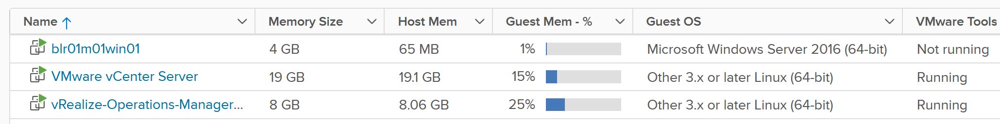 Name Memory Size Host Mem Guest Mem - % Guest OS VMware Tools
blr01m01win01 4 GB 65 MB 1% Microsoft Windows Server 2016 (64-bit) Not running
VMware vCenter Server 19 GB 19.1 GB 15% Other 3.x or later Linux (64-bit) Running
vRealize-Operations-Manager... 8 GB 8.06 GB 25% Other 3.x or later Linux (64-bit) Running